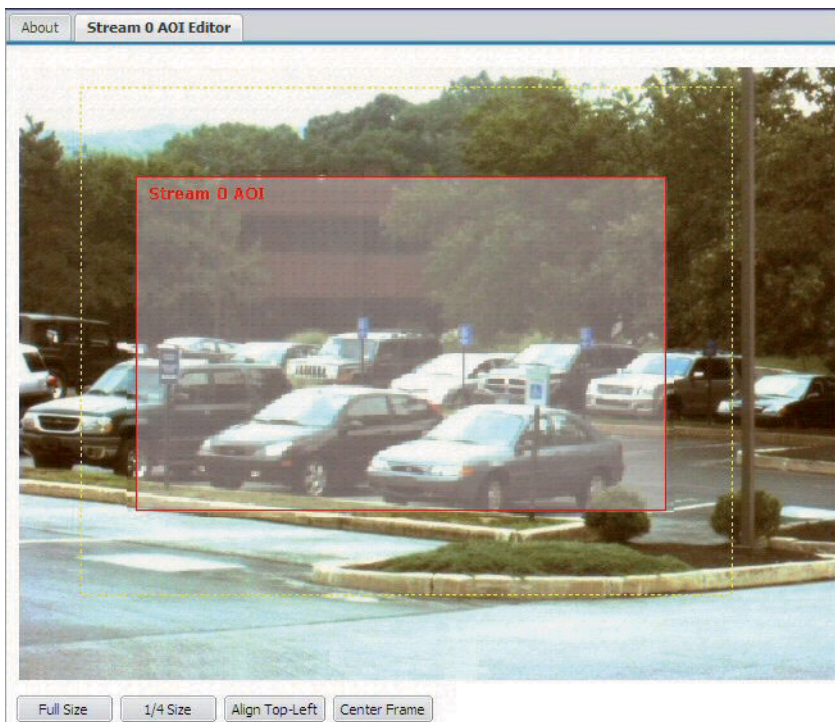 About
Stream 0 AOI Editor
Stream 0 AOI
Full Size
1/4 Size
Align Top-Left
Center Frame